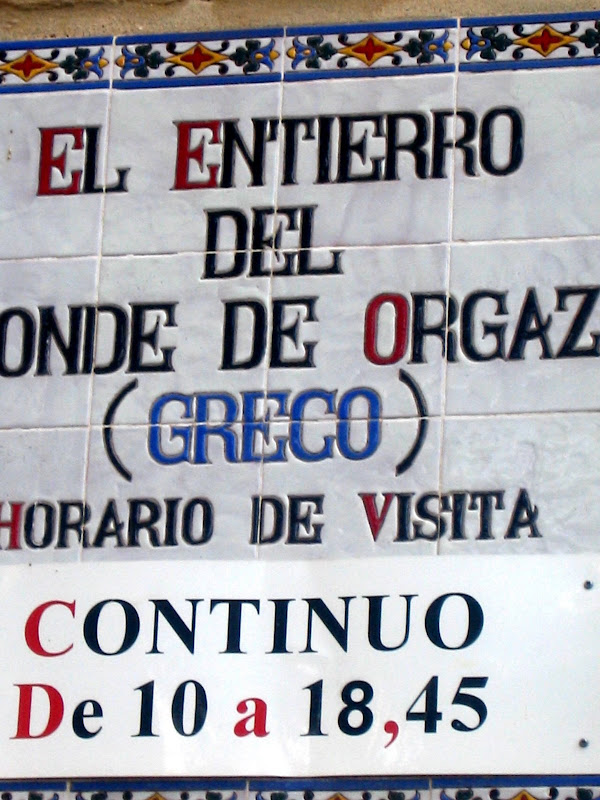 EL ENTIERRO
DEL
ONDE DE ORGAZ
(GRECO)
HORARIO DE VISITA
CONTINUO
De 10 a 18,45